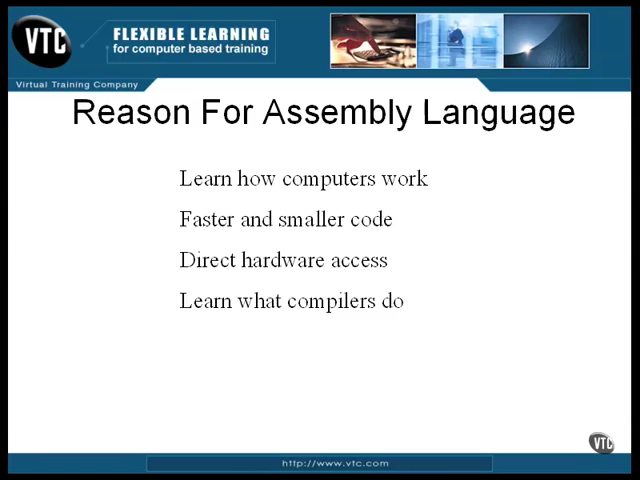 VTC
FLEXIBLE LEARNING
for computer based training
Virtual Training Company
Reason For Assembly Language
Learn how computers work
Faster and smaller code
Direct hardware access
Learn what compilers do
VTC
http://www.vtc.com